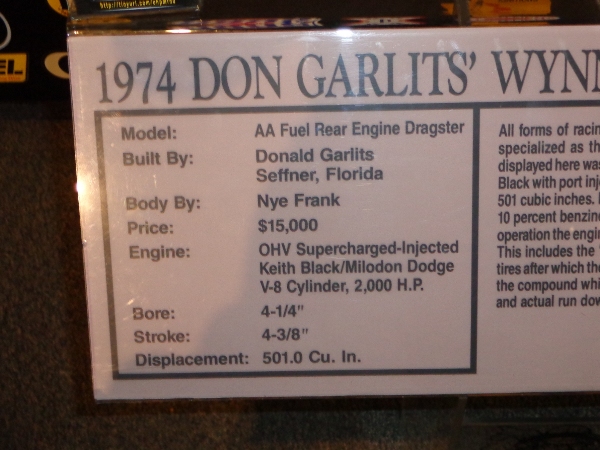 1974 DON GARLITS' WYNN
Model: AA Fuel Rear Engine Dragster
Built By: Donald Garlits
Seffner, Florida
Body By: Nye Frank
Price: $15,000
Engine: OHV Supercharged-Injected
Keith Black/Milodon Dodge
V-8 Cylinder, 2,000 H.P.
Bore: 4-1/4"
Stroke: 4-3/8"
Displacement: 501.0 Cu. In.
All forms of racin
specialized as th
displayed here was
Black with port inj
501 cubic inches.
10 percent benzine
operation the engin
This includes the
tires after which the
the compound whi
and actual run dow